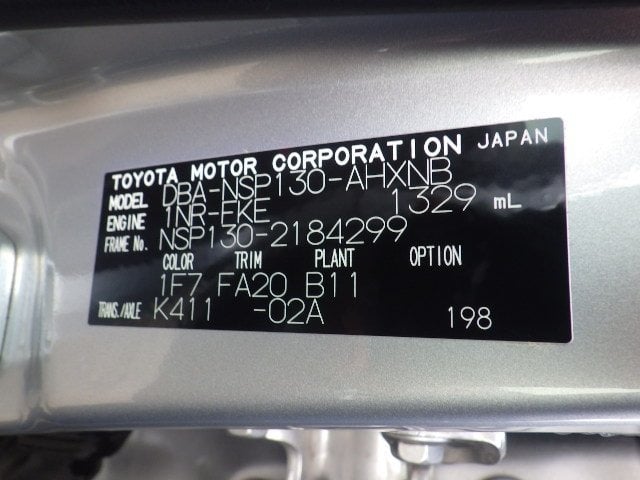 TOYOTA MOTOR CORPORATION JAPAN
MODEL DBA-NSP130-AHXNB
ENGINE 1NR-FKE 1329 mL
FRAME No. NSP130-2184299
COLOR TRIM PLANT OPTION
1F7 FA20 B11
TRANS./AXLE K411 -02A 198